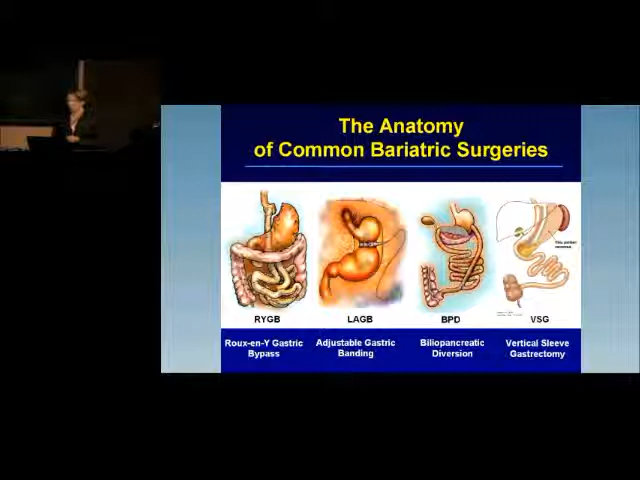 The Anatomy
of Common Bariatric Surgeries
RYGB
LAGB
BPD
VSG
Roux-en-Y Gastric
Bypass
Adjustable Gastric
Banding
Biliopancreatic
Diversion
Vertical Sleeve
Gastrectomy